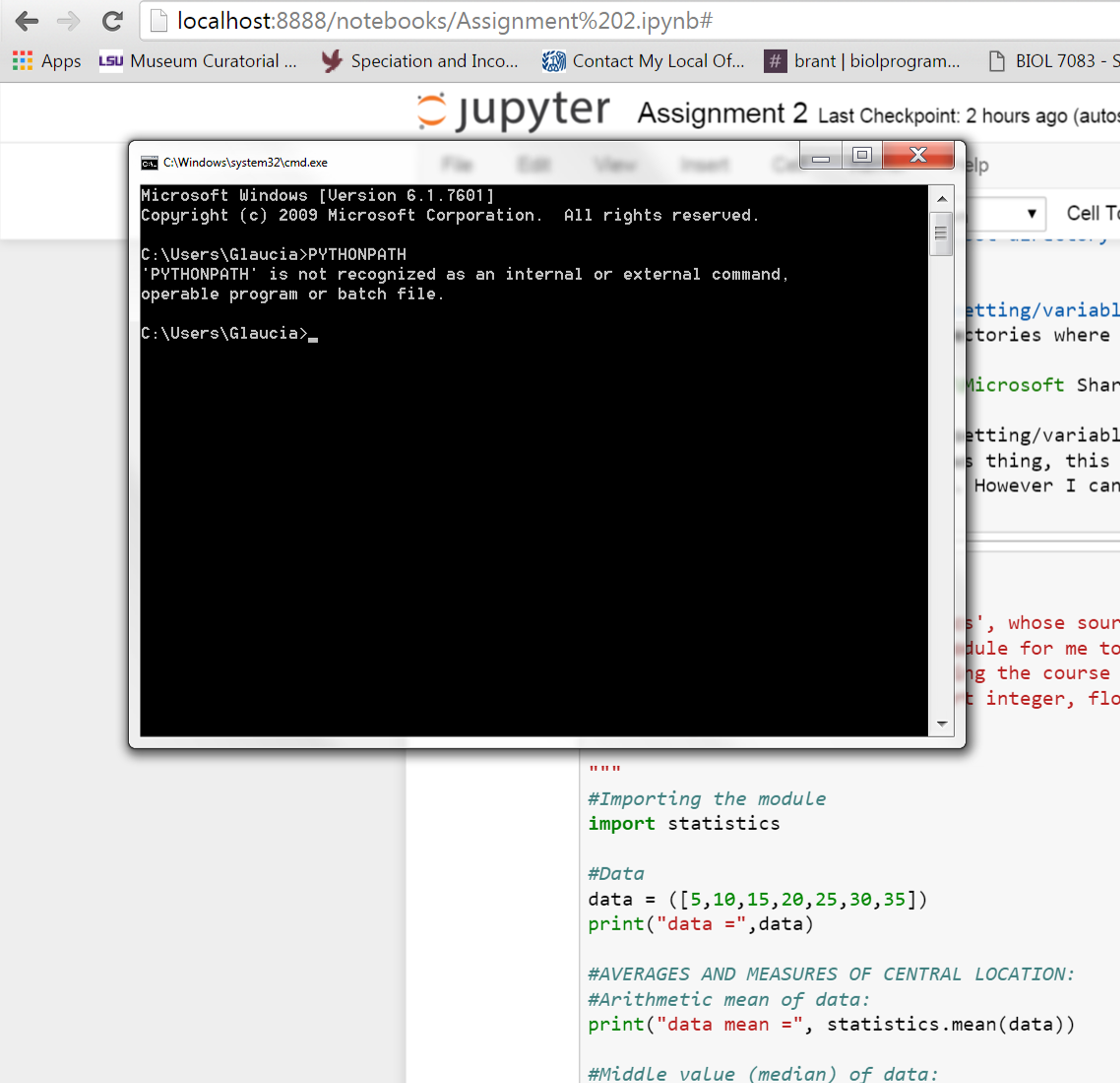 localhost:8888/notebooks/Assignment%202.ipynb#
Apps LSU Museum Curatorial ... Speciation and Inco... Contact My Local Of... # brant | biolprogram... BIOL 7083 - S
jupyter Assignment 2 Last Checkpoint: 2 hours ago (autos
C:\Windows\system32\cmd.exe
File Edit View Insert elp
Cell To
Microsoft Windows [Version 6.1.7601]
Copyright (c) 2009 Microsoft Corporation.  All rights reserved.
C:\Users\Glaucia>PYTHONPATH
'PYTHONPATH' is not recognized as an internal or external command,
operable program or batch file.
C:\Users\Glaucia>_
etting/variabl
ctories where
Microsoft Shar
etting/variabl
s thing, this
. However I can
s', whose sour
dule for me to
ng the course
t integer, flo
"""
#Importing the module
import statistics
#Data
data = ([5,10,15,20,25,30,35])
print("data =",data)
#AVERAGES AND MEASURES OF CENTRAL LOCATION:
#Arithmetic mean of data:
print("data mean =", statistics.mean(data))
#Middle value (median) of data: